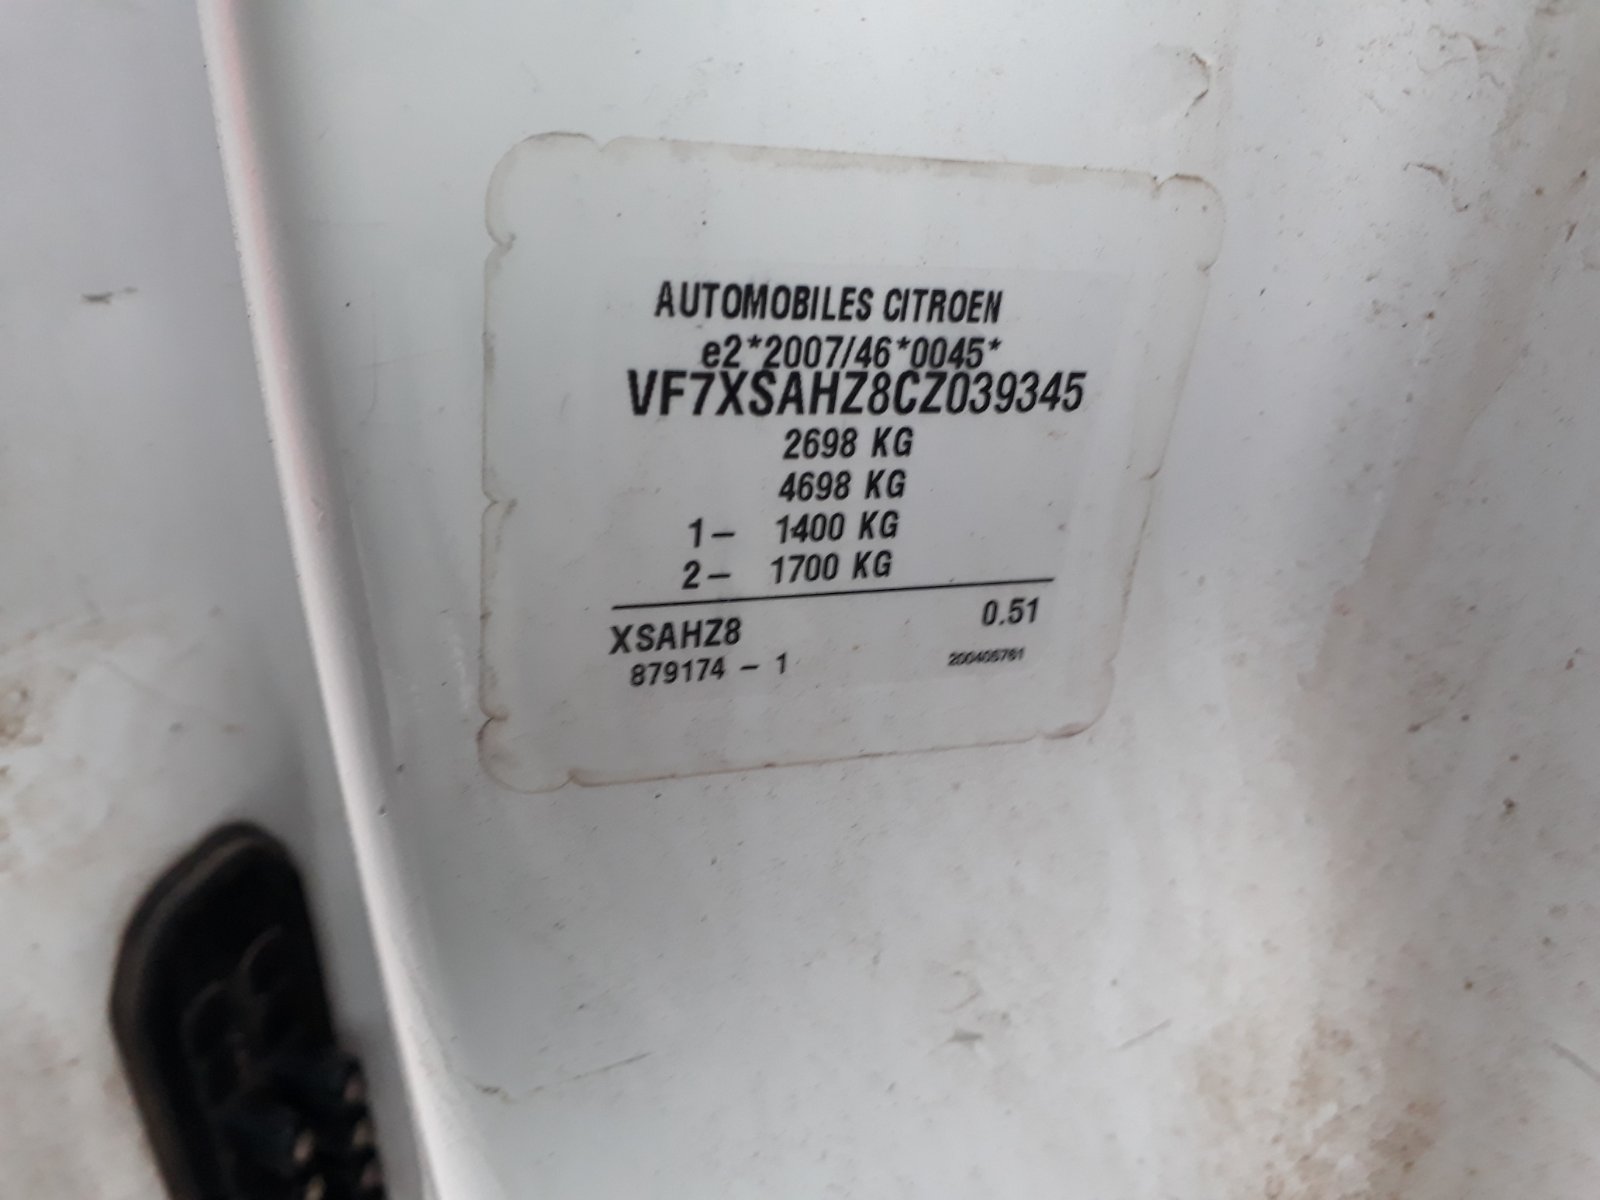 AUTOMOBILES CITROEN
e2*2007/46*0045*
VF7XSAHZ8CZ039345
2698 KG
4698 KG
1- 1400 KG
2- 1700 KG
XSAHZ8 0.51
879174 - 1 200405761